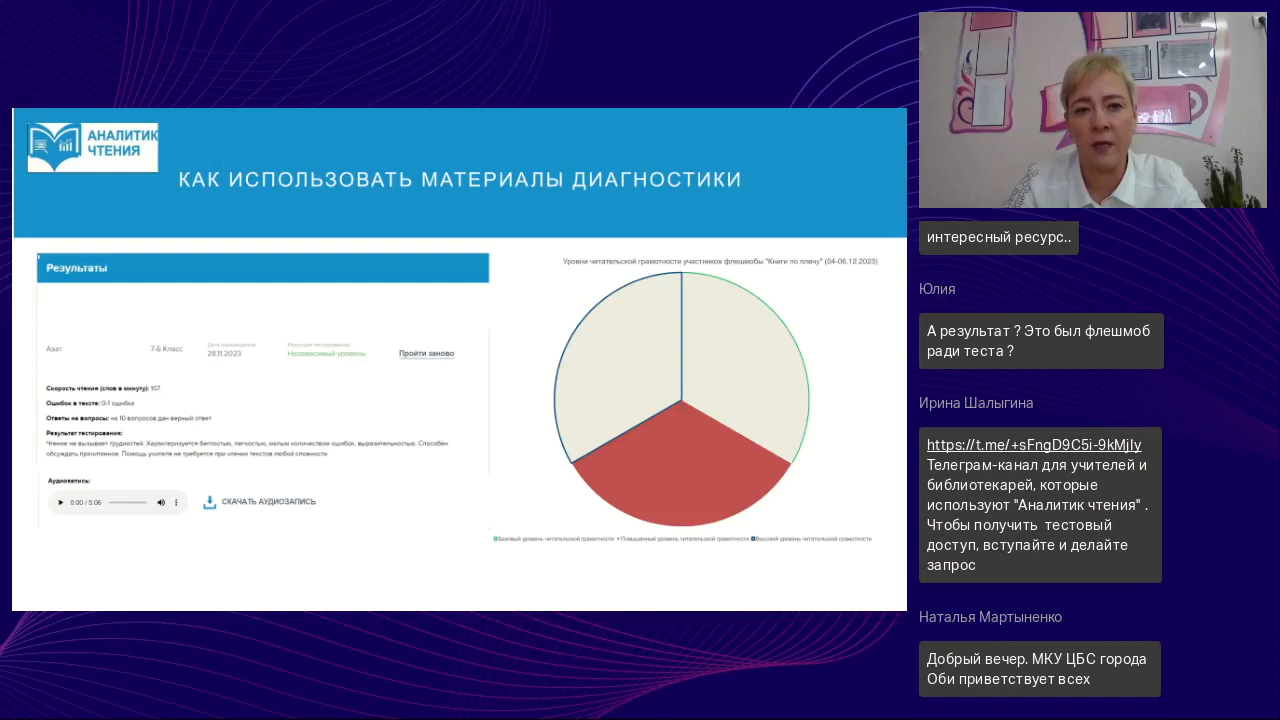 АНАЛИТИК
ЧТЕНИЯ
КАК ИСПОЛЬЗОВАТЬ МАТЕРИАЛЫ ДИАГНОСТИКИ
Результаты
Азат
7-Б Класс
Дата прохождения:
28.11.2023
Результат тестирования:
Независимый уровень
Пройти заново
Скорость чтения (слов в минуту): 107
Ошибок в тексте: 0-1 ошибка
Ответы на вопросы: на 10 вопросов дан верный ответ
Результат тестирования:
Чтение не вызывает трудностей. Характеризуется беглостью, легкостью, малым количеством ошибок, выразительностью. Способен
обсуждать прочитанное. Помощь учителя не требуется при чтении текстов любой сложности.
Аудиозапись:
0:00 / 5:06
СКАЧАТЬ АУДИОЗАПИСЬ
Уровни читательской грамотности участников флешмобы "Книги по плечу" (04-06.12.2023)
Базовый уровень читательской грамотности
Повышенный уровень читательской грамотности
Высокий уровень читательской грамотности
интересный ресурс..
Юлия
А результат ? Это был флешмоб
ради теста ?
Ирина Шалыгина
https://t.me/+sFngD9C5i-9kMjIy
Телеграм-канал для учителей и
библиотекарей, которые
используют "Аналитик чтения" .
Чтобы получить тестовый
доступ, вступайте и делайте
запрос
Наталья Мартыненко
Добрый вечер. МКУ ЦБС города
Оби приветствует всех